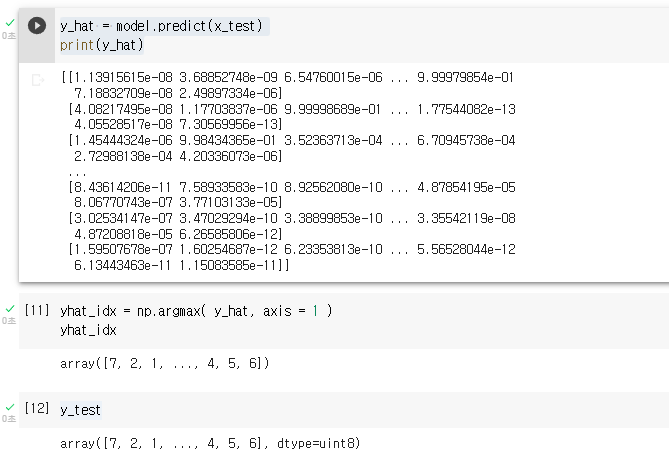 y_hat = model.predict(x_test)
print(y_hat)
0초
[[1.13915615e-08 3.68852748e-09 6.54760015e-06 ... 9.99979854e-01
7.18832709e-08 2.49897334e-06]
[4.08217495e-08 1.17703837e-06 9.99998689e-01 ... 1.77544082e-13
4.05528517e-08 7.30569956e-13]
[1.45444324e-06 9.98434365e-01 3.52363713e-04 ... 6.70945738e-04
2.72988138e-04 4.20336073e-06]
...
[8.43614206e-11 7.58933583e-10 8.92562080e-10 ... 4.87854195e-05
8.06770743e-07 3.77103133e-05]
[3.02534147e-07 3.47029294e-10 3.38899853e-10 ... 3.35542119e-08
4.87208818e-05 6.26585806e-12]
[1.59507678e-07 1.60254687e-12 6.23353813e-10 ... 5.56528044e-12
6.13443463e-11 1.15083585e-11]]
[11] yhat_idx = np.argmax( y_hat, axis = 1 )
0초 yhat_idx
array([7, 2, 1, ..., 4, 5, 6])
[12] y_test
0초
array([7, 2, 1, ..., 4, 5, 6], dtype=uint8)